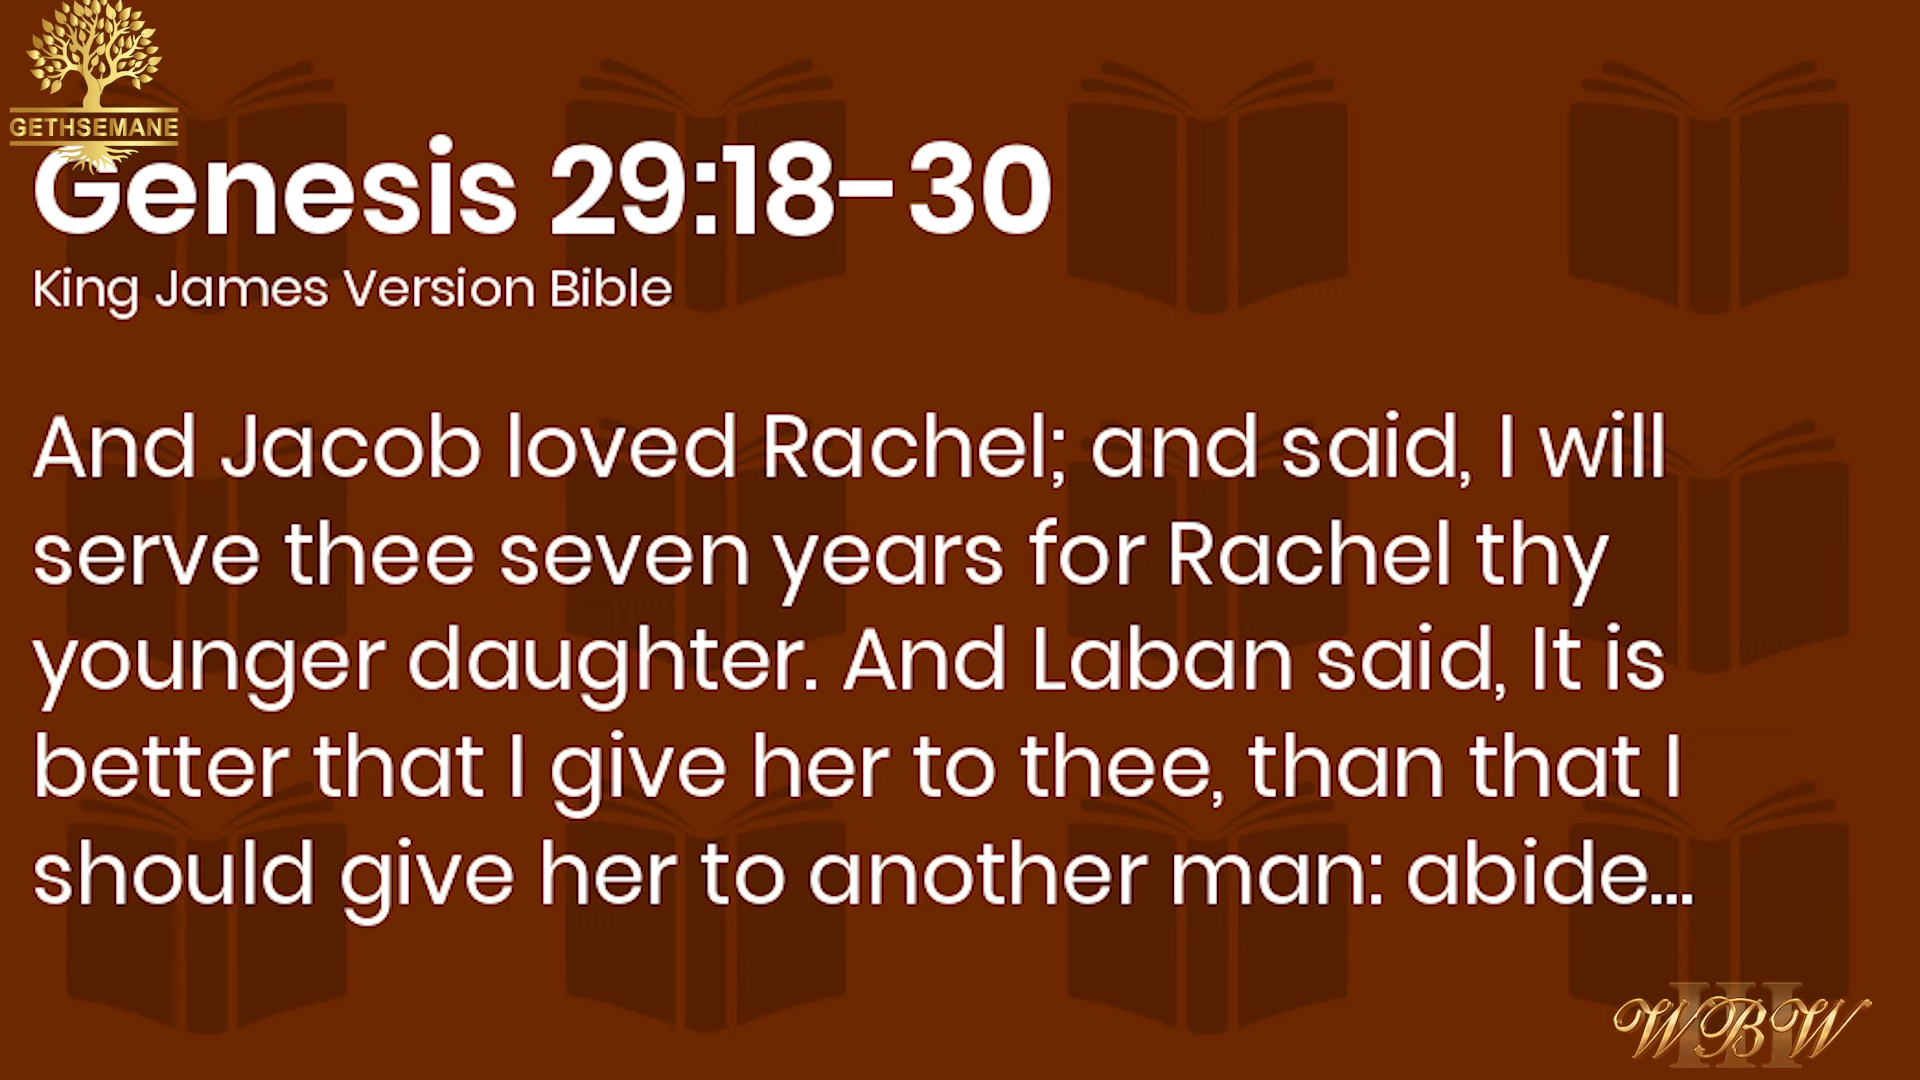 GETHSEMANE
Genesis 29:18-30
King James Version Bible
And Jacob loved Rachel; and said, I will
serve thee seven years for Rachel thy
younger daughter. And Laban said, It is
better that I give her to thee, than that I
should give her to another man: abide...
III
WBW